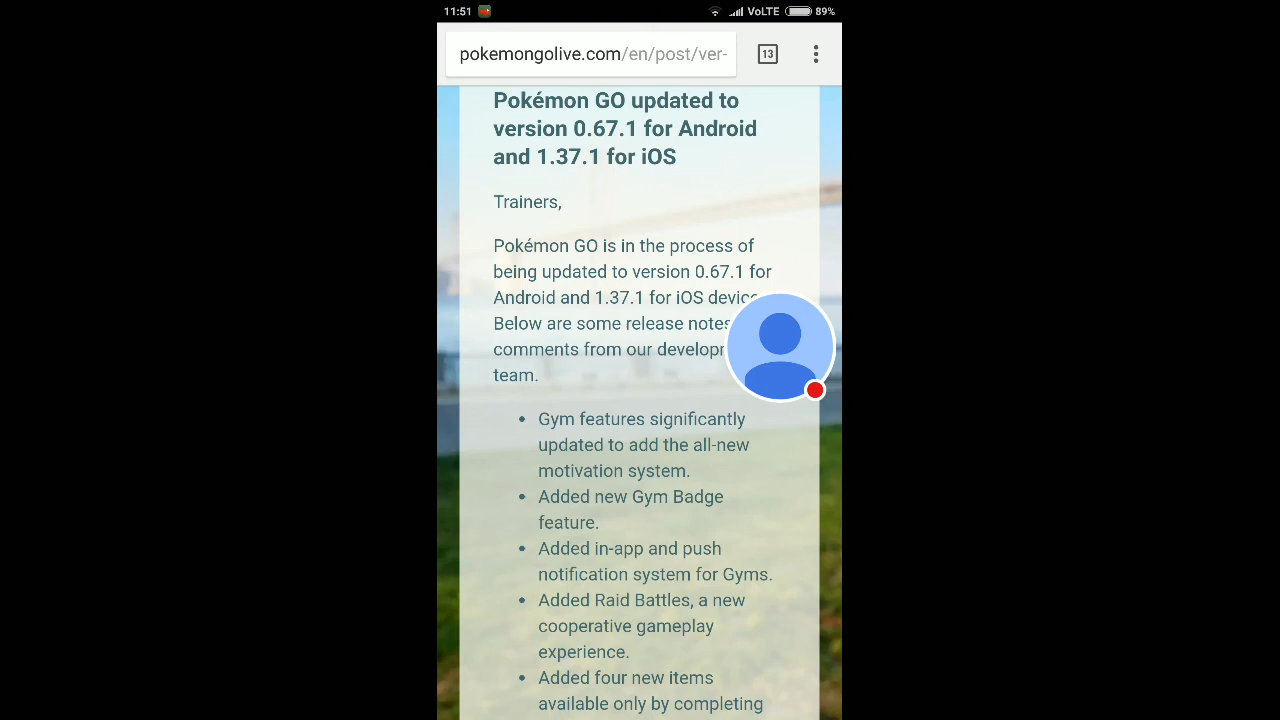 11:51 VoLTE 89%
pokemongolive.com/en/post/ver-
13
Pokémon GO updated to
version 0.67.1 for Android
and 1.37.1 for iOS
Trainers,
Pokémon GO is in the process of
being updated to version 0.67.1 for
Android and 1.37.1 for iOS
Below are some release notes
comments from our
team.
• Gym features significantly
updated to add the all-new
motivation system.
• Added new Gym Badge
feature.
• Added in-app and push
notification system for Gyms.
• Added Raid Battles, a new
cooperative gameplay
experience.
• Added four new items
available only by completing